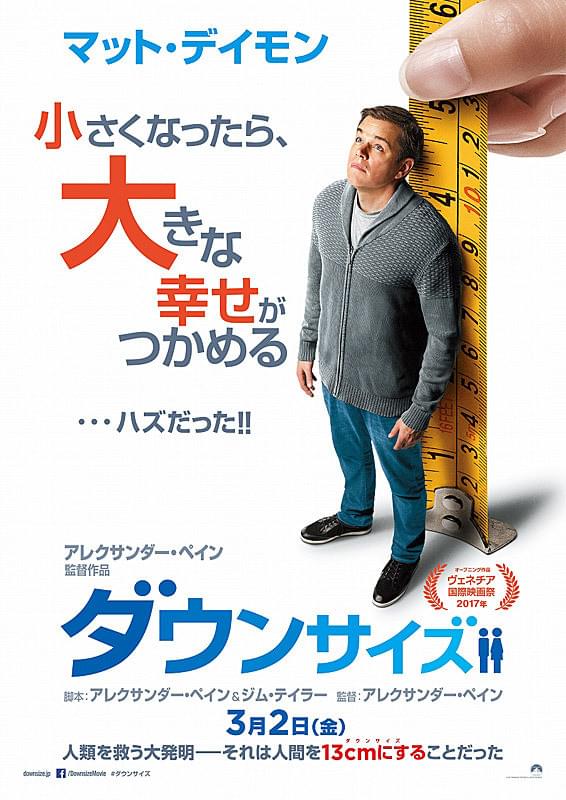 マット・デイモン
小さくなったら、
大きな
幸せが
つかめる
・・・ハズだった!!
アレクサンダー・ペイン
監督作品
オープニング作品
ヴェネチア
国際映画祭
2017年
ダウンサイズ
脚本：アレクサンダー・ペイン&ジム・テイラー 監督：アレクサンダー・ペイン
3月2日(金)
ダウンサイズ
人類を救う大発明――それは人間を13cmにすることだった
downsize.jp /DownsizeMovie #ダウンサイズ